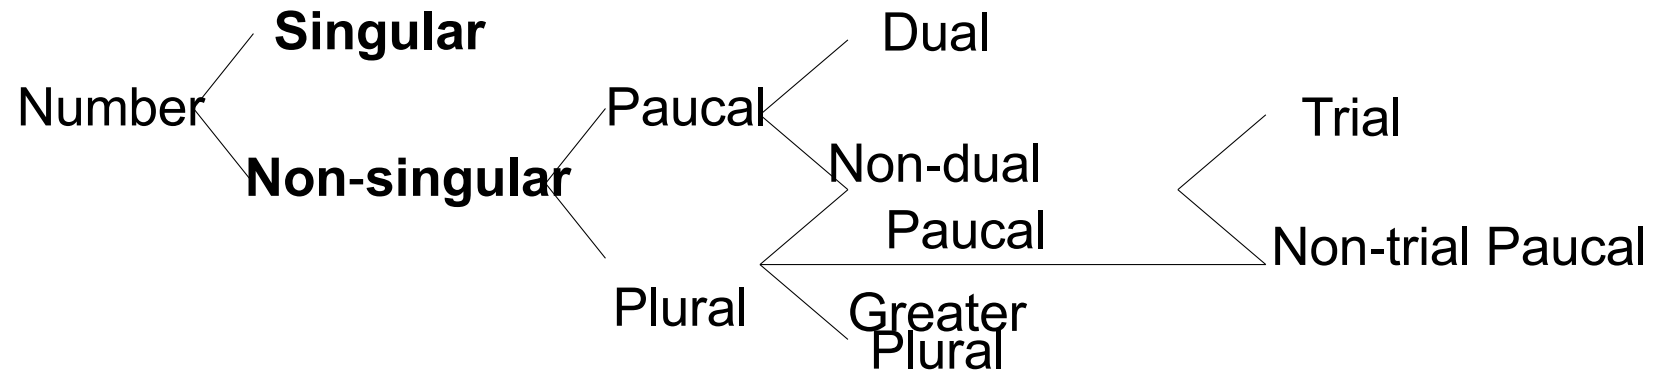 Singular
Dual
Number
Paucal
Trial
Non-singular
Non-dual
Paucal
Non-trial Paucal
Plural
Greater
Plural